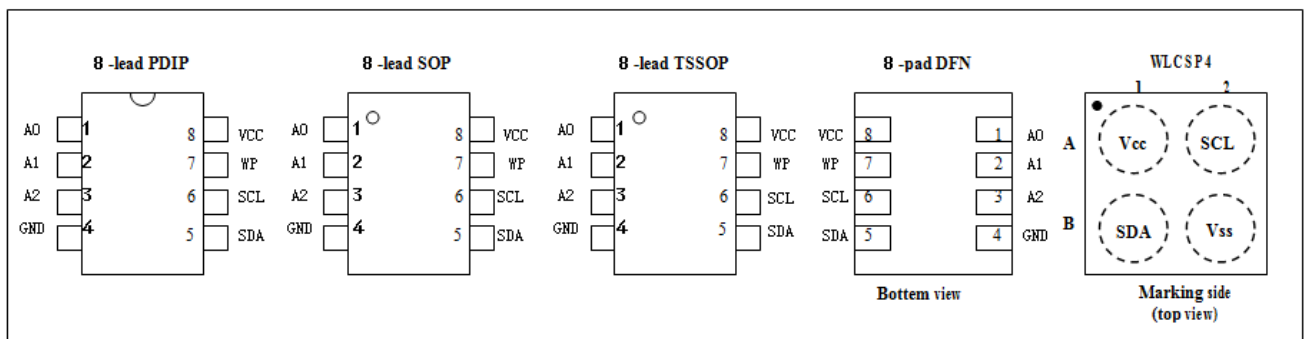 8 -lead PDIP
A0 1 8 VCC
A1 2 7 WP
A2 3 6 SCL
GND 4 5 SDA
8 -lead SOP
A0 1 8 VCC
A1 2 7 WP
A2 3 6 SCL
GND 4 5 SDA
8 -lead TSSOP
A0 1 8 VCC
A1 2 7 WP
A2 3 6 SCL
GND 4 5 SDA
8 -pad DFN
VCC 8 1 A0
WP 7 2 A1
SCL 6 3 A2
SDA 5 4 GND
Bottem view
WLCSP4
1 2
A Vcc SCL
B SDA Vss
Marking side
(top view)